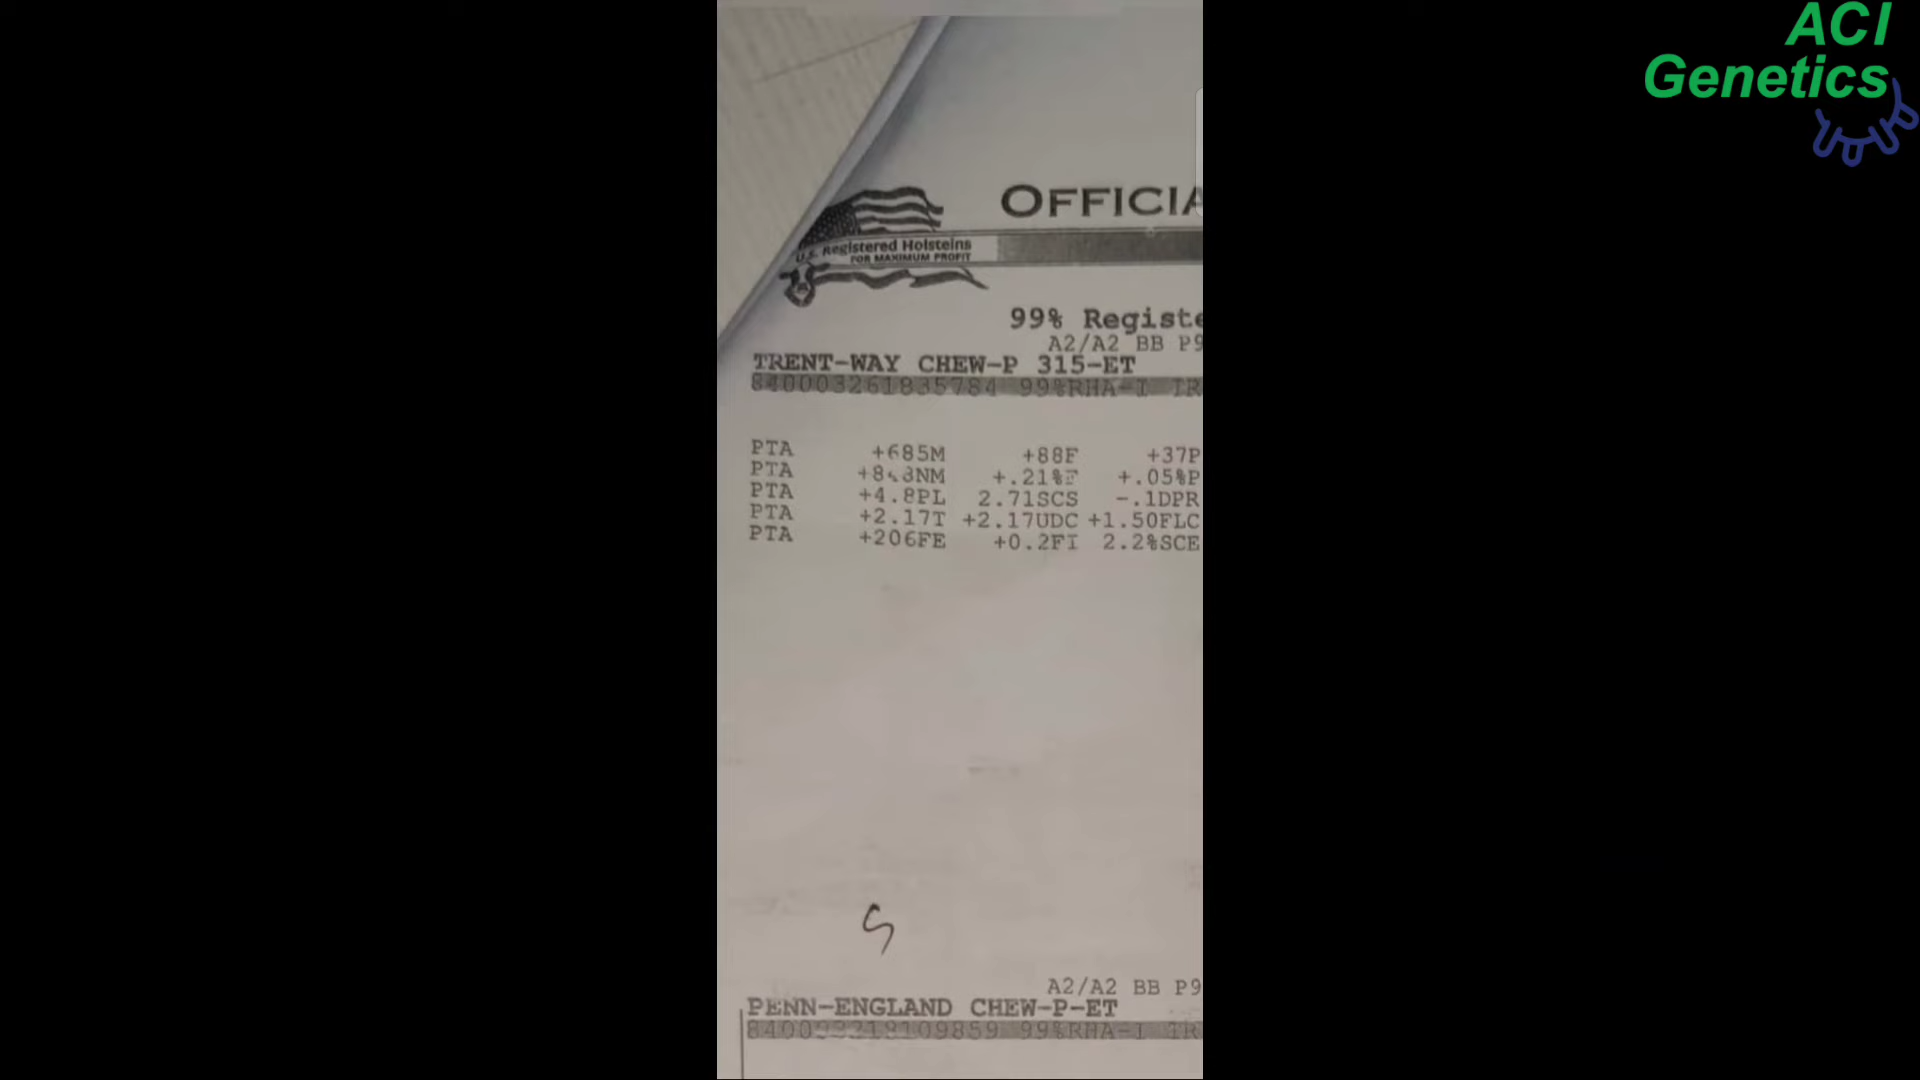 ACI
Genetics
OFFICIA
U.S. Registered Holsteins
FOR MAXIMUM PROFIT
99% Registe
A2/A2 BB P9
TRENT-WAY CHEW-P 315-ET
840003261835784 99%RHA-I IR
PTA +685M +88F +37P
PTA +.21%F +.05%P
PTA +4.8PL 2.71SCS -.1DPR
PTA +2.17T +2.17UDC +1.50FLC
PTA +206FE +0.2FI 2.2%SCE
A2/A2 BB P9
PENN-ENGLAND CHEW-P-ET
99%RHA-I IR